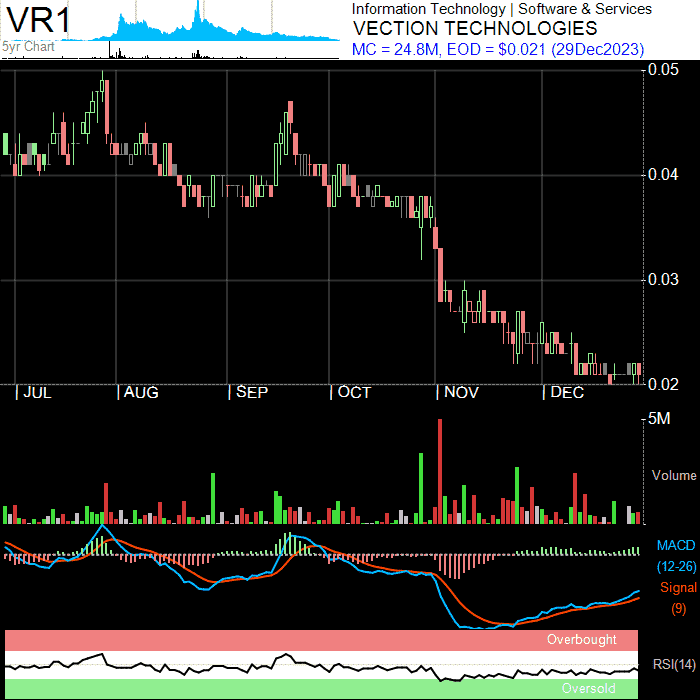 VR1
5yr Chart
Information Technology | Software & Services
VECTION TECHNOLOGIES
MC = 24.8M, EOD = $0.021 (29Dec2023)
0.05
0.04
0.03
0.02
JUL AUG SEP OCT NOV DEC
5M
Volume
MACD
(12-26)
Signal
(9)
Overbought
RSI(14)
Oversold